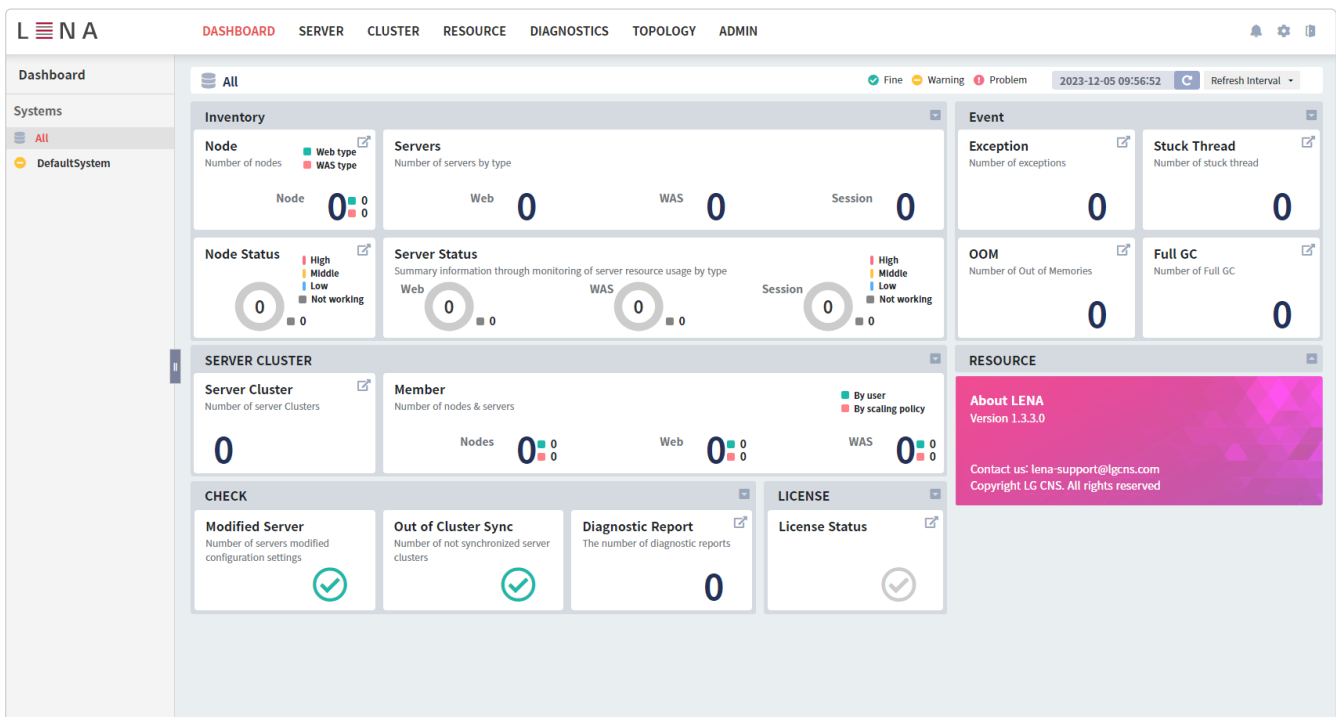 LENA
DASHBOARD SERVER CLUSTER RESOURCE DIAGNOSTICS TOPOLOGY ADMIN
Dashboard
Systems
All
DefaultSystem
All
Fine Warning Problem 2023-12-05 09:56:52 Refresh Interval
Inventory
Node
Number of nodes
Web type
WAS type
Node 0 0
0
Servers
Number of servers by type
Web 0 WAS 0 Session 0
Node Status
High
Middle
Low
Not working
0
0
Server Status
Summary information through monitoring of server resource usage by type
High
Middle
Low
Not working
Web 0 0
WAS 0 0
Session 0 0
Event
Exception
Number of exceptions
0
Stuck Thread
Number of stuck thread
0
OOM
Number of Out of Memories
0
Full GC
Number of Full GC
0
SERVER CLUSTER
Server Cluster
Number of server Clusters
0
Member
Number of nodes & servers
By user
By scaling policy
Nodes 0 0
0
Web 0 0
0
WAS 0 0
0
RESOURCE
About LENA
Version 1.3.3.0
Contact us: lena-support@lgcns.com
Copyright LG CNS. All rights reserved
CHECK
Modified Server
Number of servers modified
configuration settings
Out of Cluster Sync
Number of not synchronized server
clusters
Diagnostic Report
The number of diagnostic reports
0
LICENSE
License Status